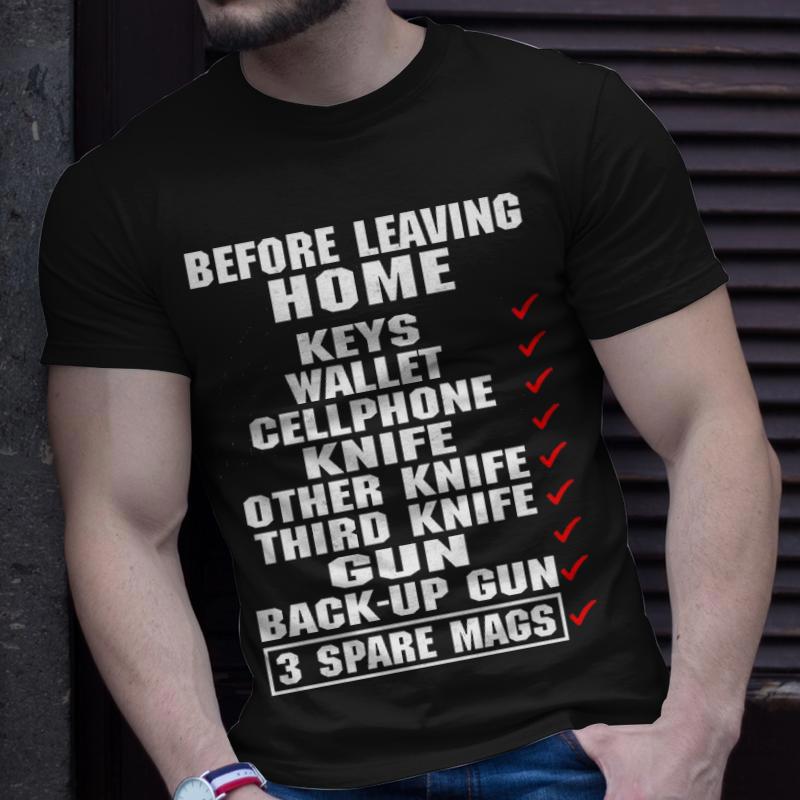 BEFORE LEAVING
HOME
KEYS
WALLET
CELLPHONE
KNIFE
OTHER KNIFE
THIRD KNIFE
GUN
BACK-UP GUN
3 SPARE MAGS